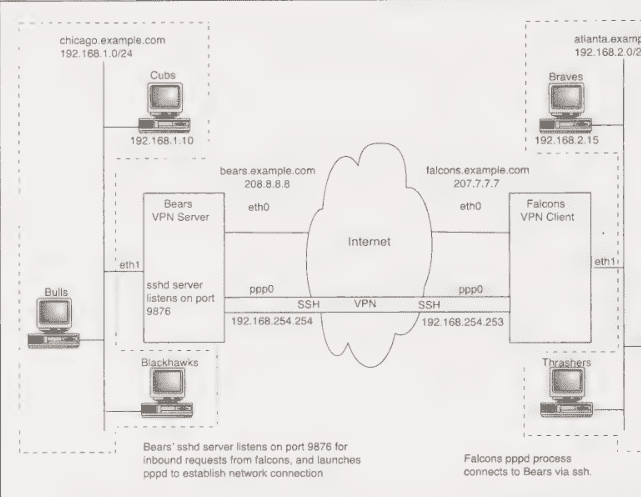 chicago.example.com
192.168.1.0/24
Cubs
192.168.1.10
bears.example.com
208.8.8.8
Bears
VPN Server
eth0
eth1
sshd server
listens on port
9876
ppp0
SSH
192.168.254.254
Bulls
Blackhawks
Internet
VPN
falcons.example.com
207.7.7.7
eth0
ppp0
SSH
192.168.254.253
Falcons
VPN Client
eth1
192.168.2.0/2
Braves
192.168.2.15
Thrashers
Bears' sshd server listens on port 9876 for
inbound requests from falcons, and launches
pppd to establish network connection
Falcons pppd process
connects to Bears via ssh.